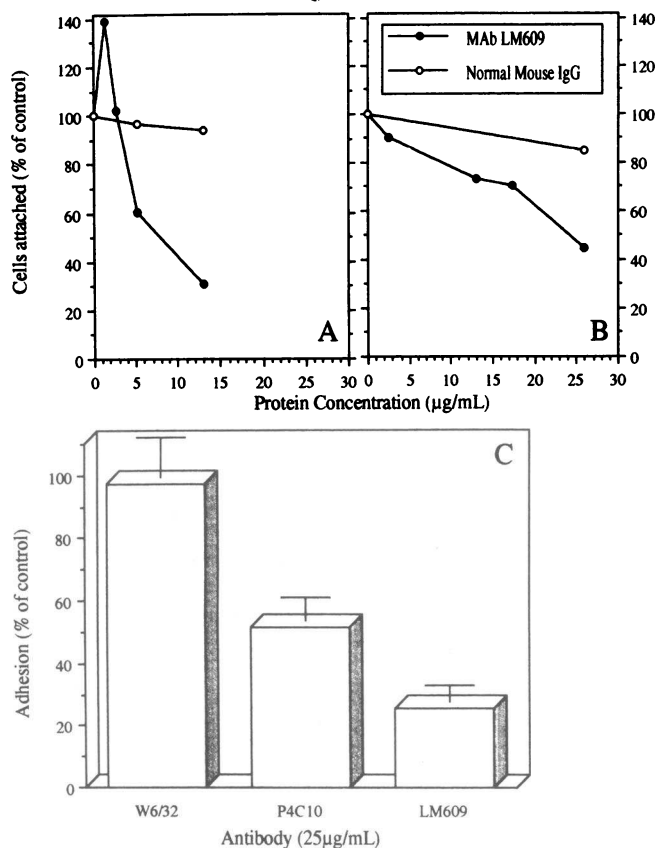 140
120
100
80
60
40
20
0
Cells attached (% of control)
A
0 5 10 15 20 25 30
MAb LM609
Normal Mouse IgG
B
140
120
100
80
60
40
20
0
0 5 10 15 20 25 30
Protein Concentration (µg/mL)
C
100
80
60
40
20
0
Adhesion (% of control)
W6/32 P4C10 LM609
Antibody (25µg/mL)